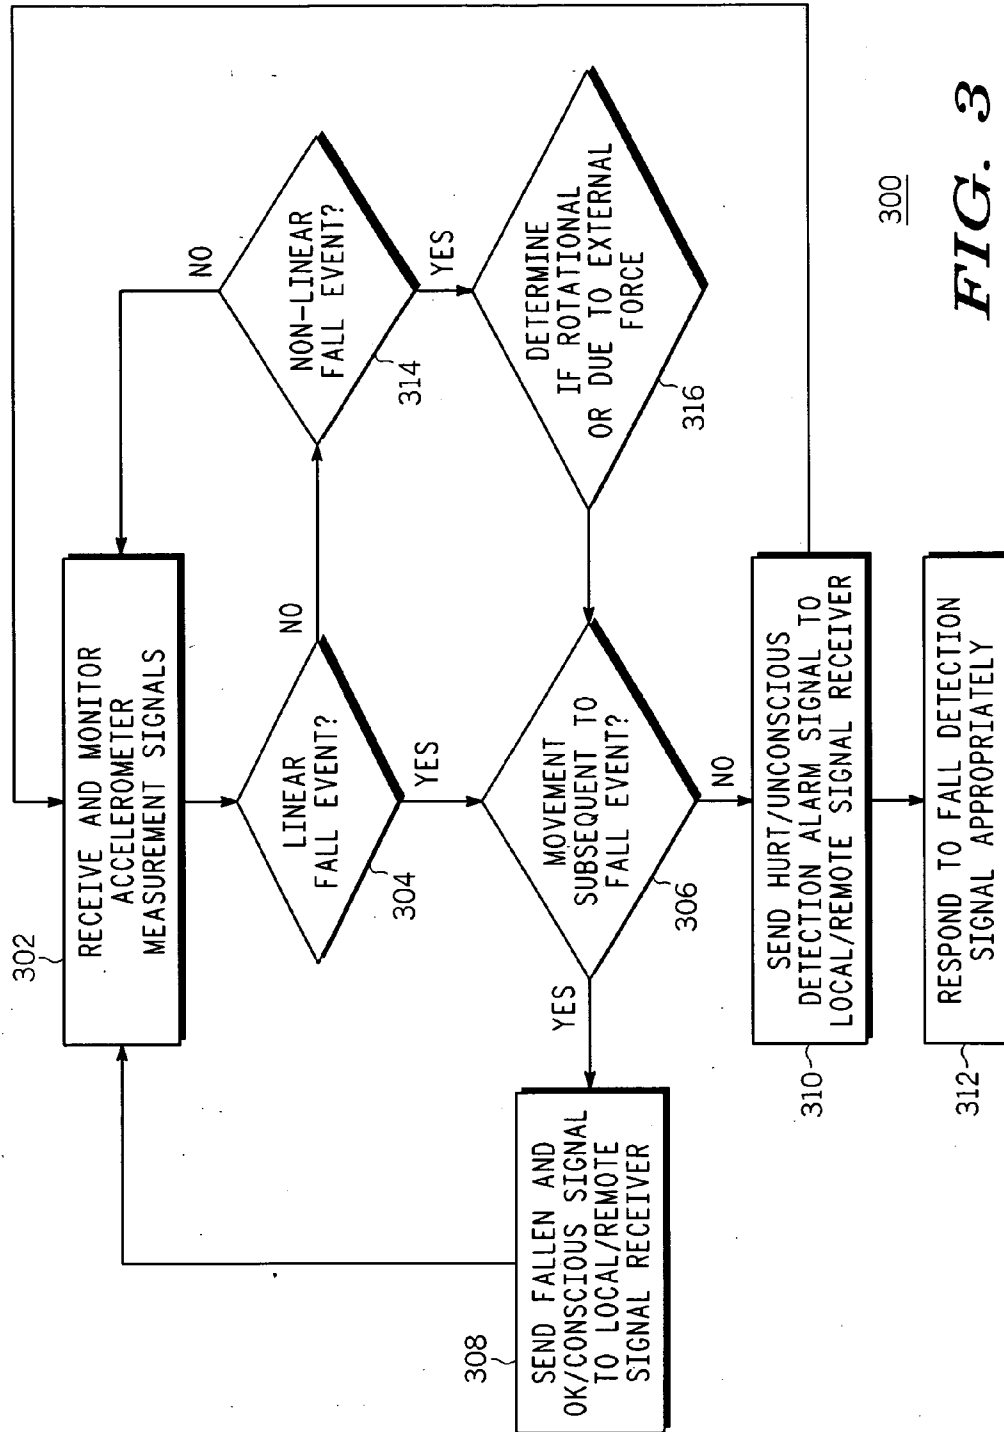 302
RECEIVE AND MONITOR
ACCELEROMETER
MEASUREMENT SIGNALS
LINEAR
FALL EVENT?
304
NO
YES
NON-LINEAR
FALL EVENT?
314
NO
YES
308
SEND FALLEN AND
OK/CONSCIOUS SIGNAL
TO LOCAL/REMOTE
SIGNAL RECEIVER
YES
MOVEMENT
SUBSEQUENT TO
FALL EVENT?
306
NO
DETERMINE
IF ROTATIONAL
OR DUE TO EXTERNAL
FORCE
316
310
SEND HURT/UNCONSCIOUS
DETECTION ALARM SIGNAL TO
LOCAL/REMOTE SIGNAL RECEIVER
312
RESPOND TO FALL DETECTION
SIGNAL APPROPRIATELY
300
FIG. 3